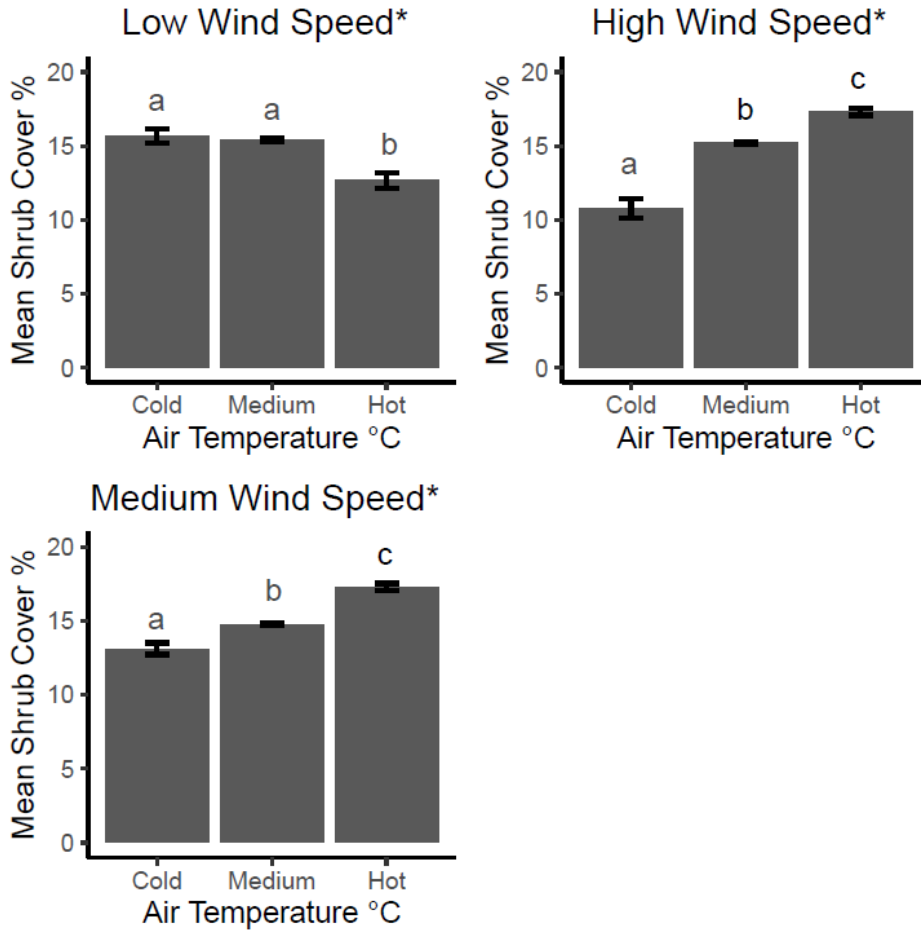 Low Wind Speed*
Mean Shrub Cover %
20
15
10
5
0
a
a
b
Cold Medium Hot
Air Temperature °C
High Wind Speed*
Mean Shrub Cover %
20
15
10
5
0
a
b
c
Cold Medium Hot
Air Temperature °C
Medium Wind Speed*
Mean Shrub Cover %
20
15
10
5
0
a
b
c
Cold Medium Hot
Air Temperature °C